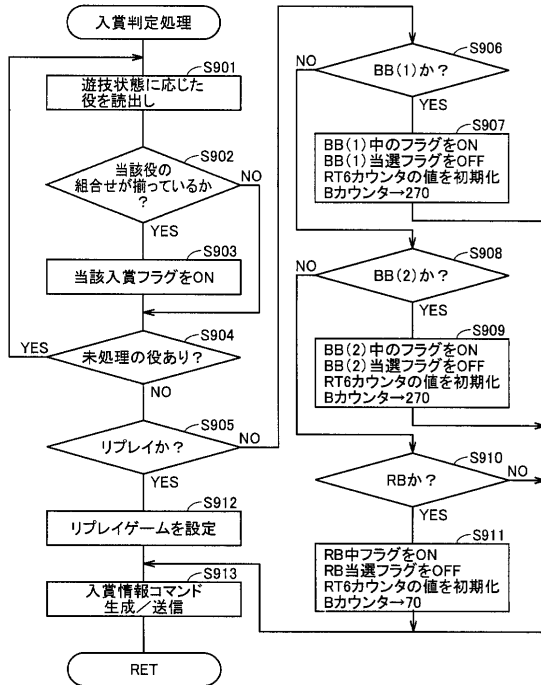 入賞判定処理
S901
遊技状態に応じた
役を読出し
S902
当該役の
組合せが揃っているか
?
NO
YES
S903
当該入賞フラグをON
S904
YES
未処理の役あり?
NO
S905
リプレイか?
NO
YES
S912
リプレイゲームを設定
S913
入賞情報コマンド
生成/送信
RET
S906
NO
BB(1)か?
YES
S907
BB(1)中のフラグをON
BB(1)当選フラグをOFF
RT6カウンタの値を初期化
Bカウンタ→270
S908
NO
BB(2)か?
YES
S909
BB(2)中のフラグをON
BB(2)当選フラグをOFF
RT6カウンタの値を初期化
Bカウンタ→270
S910
RBか?
NO
YES
S911
RB中フラグをON
RB当選フラグをOFF
RT6カウンタの値を初期化
Bカウンタ→70